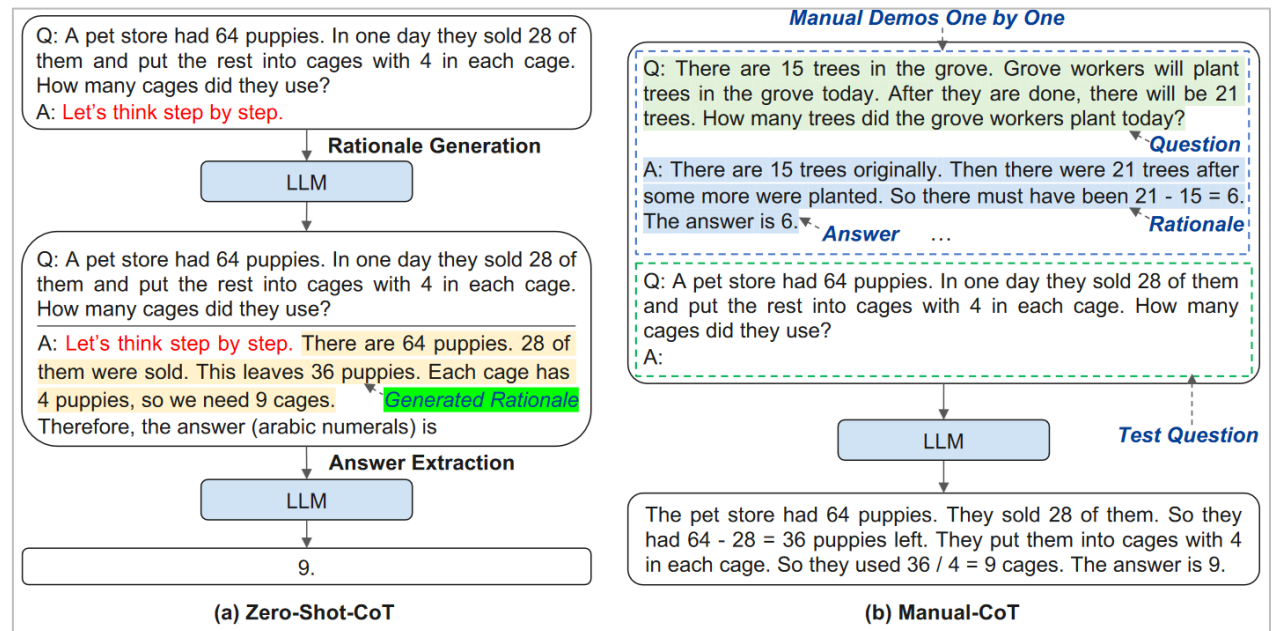 Q: A pet store had 64 puppies. In one day they sold 28 of
them and put the rest into cages with 4 in each cage.
How many cages did they use?
A: Let's think step by step.
Rationale Generation
LLM
Q: A pet store had 64 puppies. In one day they sold 28 of
them and put the rest into cages with 4 in each cage.
How many cages did they use?
A: Let's think step by step. There are 64 puppies. 28 of
them were sold. This leaves 36 puppies. Each cage has
4 puppies, so we need 9 cages.
Generated Rationale
Therefore, the answer (arabic numerals) is
Answer Extraction
LLM
9.
(a) Zero-Shot-CoT
Manual Demos One by One
Q: There are 15 trees in the grove. Grove workers will plant
trees in the grove today. After they are done, there will be 21
trees. How many trees did the grove workers plant today?
Question
A: There are 15 trees originally. Then there were 21 trees after
some more were planted. So there must have been 21 - 15 = 6.
The answer is 6.
Answer
...
Rationale
Q: A pet store had 64 puppies. In one day they sold 28 of them
and put the rest into cages with 4 in each cage. How many
cages did they use?
A:
LLM
Test Question
The pet store had 64 puppies. They sold 28 of them. So they
had 64 - 28 = 36 puppies left. They put them into cages with 4
in each cage. So they used 36 / 4 = 9 cages. The answer is 9.
(b) Manual-CoT